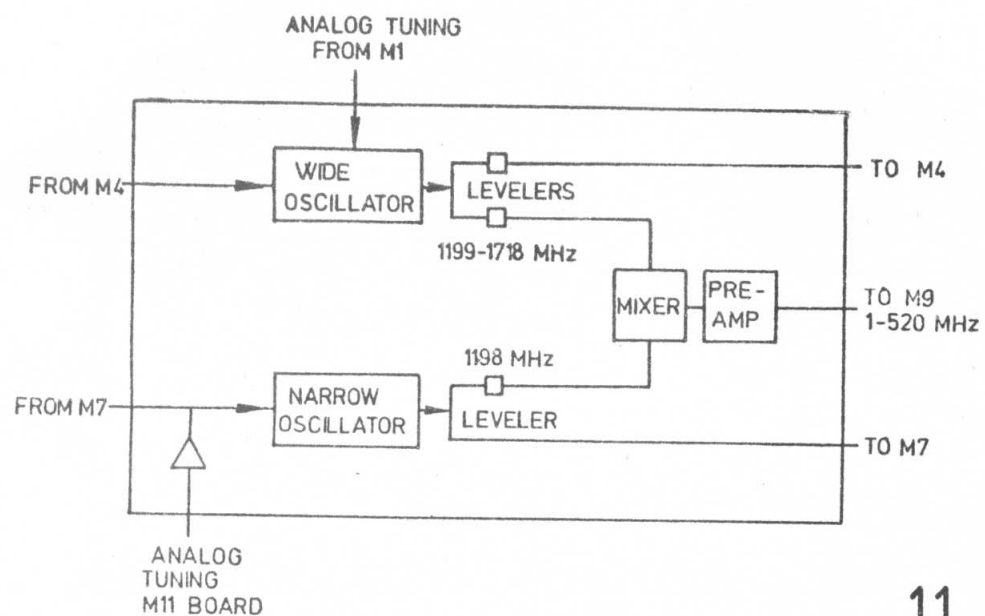 ANALOG TUNING
FROM M1
FROM M4
WIDE
OSCILLATOR
LEVELERS
TO M4
1199-1718 MHz
MIXER
PRE-
AMP
TO M9
1-520 MHz
1198 MHz
FROM M7
NARROW
OSCILLATOR
LEVELER
TO M7
ANALOG
TUNING
M11 BOARD
11